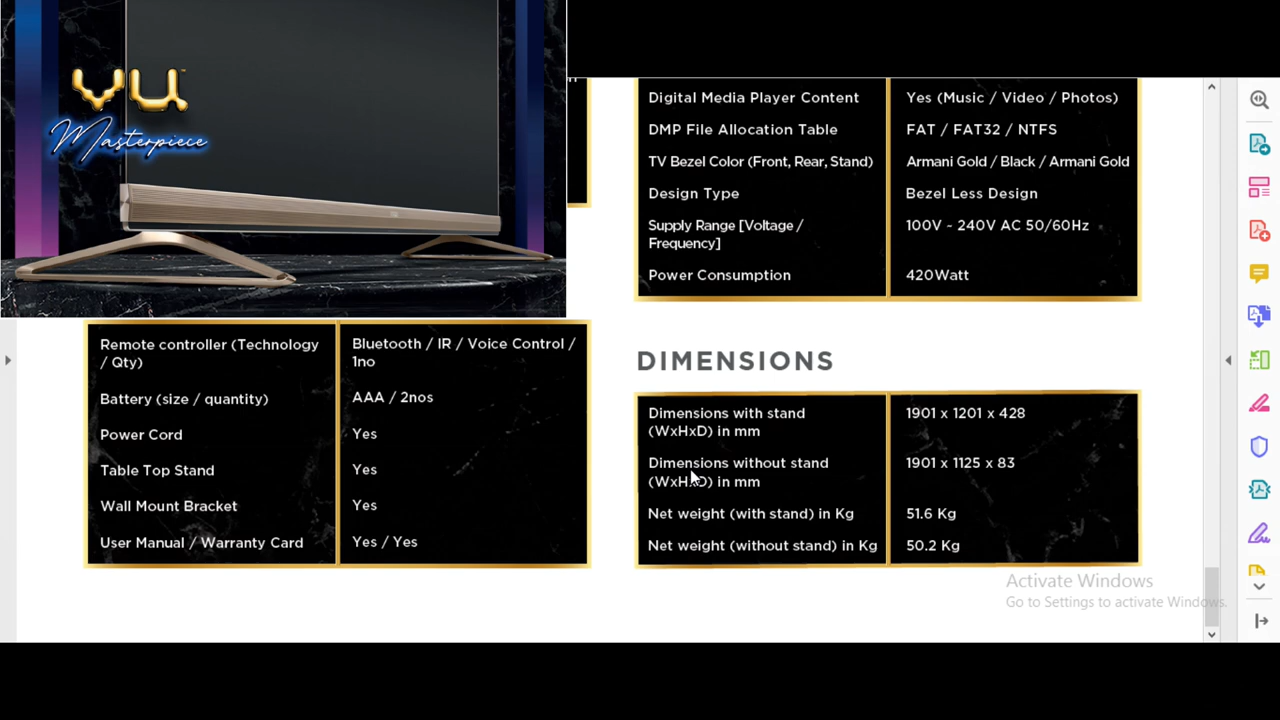 vu
Masterpiece
Digital Media Player Content
Yes (Music / Video / Photos)
DMP File Allocation Table
FAT / FAT32 / NTFS
TV Bezel Color (Front, Rear, Stand)
Armani Gold / Black / Armani Gold
Design Type
Bezel Less Design
Supply Range [Voltage /
Frequency]
100V ~ 240V AC 50/60Hz
Power Consumption
420Watt
Remote controller (Technology
/ Qty)
Bluetooth / IR / Voice Control /
1no
Battery (size / quantity)
AAA / 2nos
Power Cord
Yes
Table Top Stand
Yes
Wall Mount Bracket
Yes
User Manual / Warranty Card
Yes / Yes
DIMENSIONS
Dimensions with stand
(WxHxD) in mm
1901 x 1201 x 428
Dimensions without stand
(WxHxD) in mm
1901 x 1125 x 83
Net weight (with stand) in Kg
51.6 Kg
Net weight (without stand) in Kg
50.2 Kg
Activate Windows
Go to Settings to activate Windows.